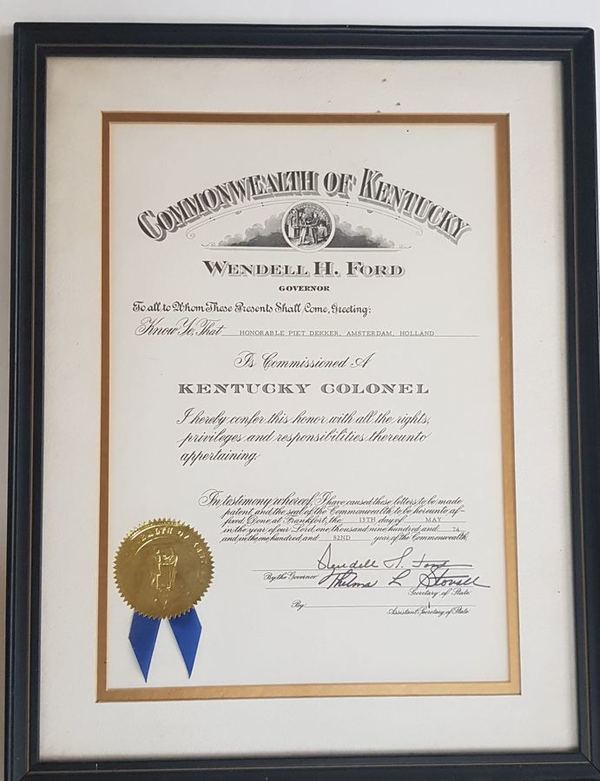 COMMONWEALTH OF KENTUCKY
WENDELL H. FORD
GOVERNOR
To all to Whom These Presents Shall Come, Greeting:
Know Ye, That HONORABLE PIET DEKKER, AMSTERDAM, HOLLAND
Is Commissioned A
KENTUCKY COLONEL
I hereby confer this honor with all the rights,
privileges and responsibilities thereunto
appertaining
In testimony whereof, I have caused these letters to be made
patent, and the seal of the Commonwealth to be hereunto af-
fixed. Done at Frankfort, the 13TH day of MAY
in the year of our Lord one thousand nine hundred and 74
and in the one hundred and 82ND year of the Commonwealth
Wendell H. Ford
By the Governor Thelma L Stovall
Secretary of State
By
Assistant Secretary of State